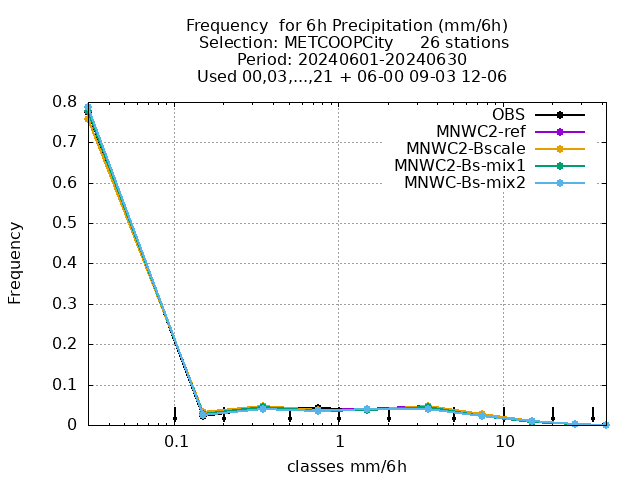 Frequency  for 6h Precipitation (mm/6h)
Selection: METCOOPCity     26 stations
Period: 20240601-20240630
Used 00,03,...,21 + 06-00 09-03 12-06
OBS
MNWC2-ref
MNWC2-Bscale
MNWC2-Bs-mix1
MNWC-Bs-mix2
0.8
0.7
0.6
0.5
0.4
0.3
0.2
0.1
0
Frequency
0.1 1 10
classes mm/6h